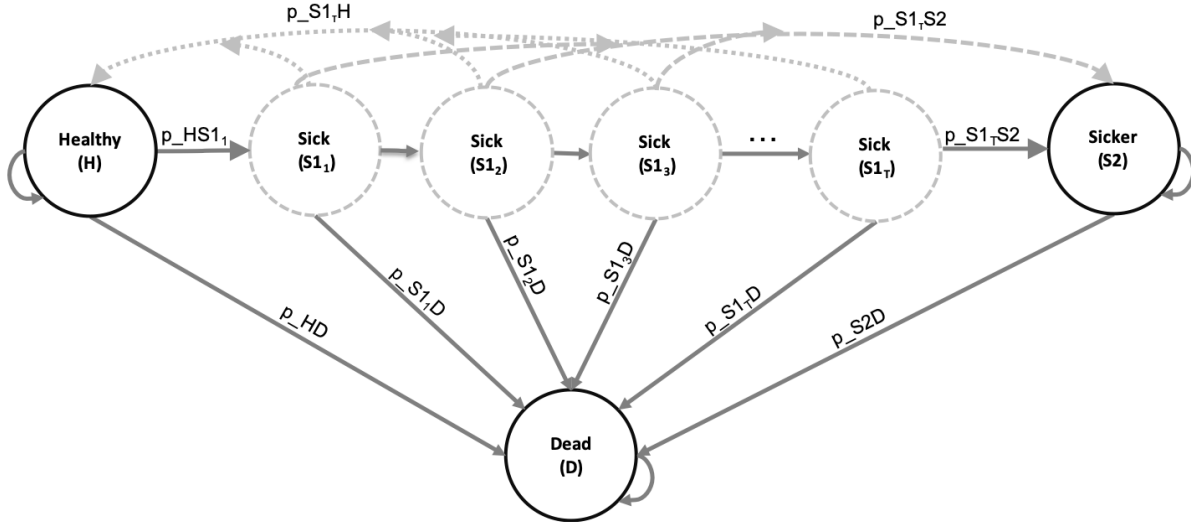 p_S1ₜH
p_S1ₜS2
Healthy
(H)
p_HS1₁
Sick
(S1₁)
Sick
(S1₂)
Sick
(S1₃)
...
Sick
(S1ₜ)
p_S1ₜS2
Sicker
(S2)
p_HD
p_S1₁D
p_S1₂D
p_S1₃D
p_S1ₜD
p_S2D
Dead
(D)